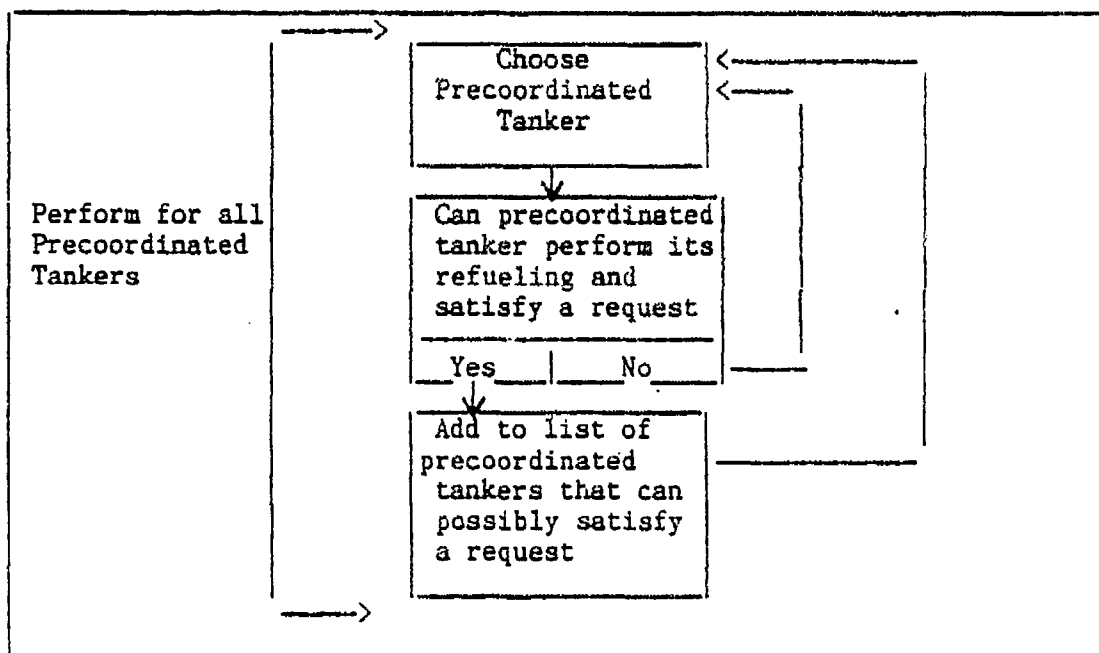 Choose
Precoordinated
Tanker
Perform for all
Precoordinated
Tankers
Can precoordinated
tanker perform its
refueling and
satisfy a request
Yes
No
Add to list of
precoordinated
tankers that can
possibly satisfy
a request